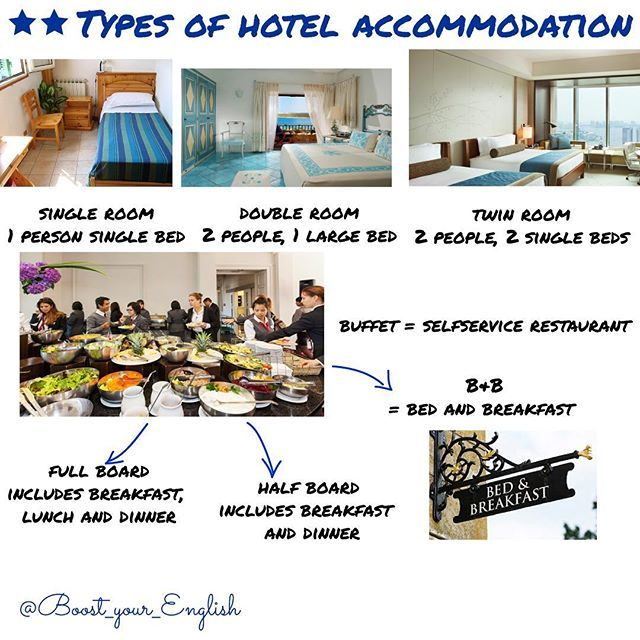 Types of hotel accommodation
single room
1 person single bed
double room
2 people, 1 large bed
twin room
2 people, 2 single beds
buffet = selfservice restaurant
B+B
= bed and breakfast
full board
includes breakfast,
lunch and dinner
half board
includes breakfast
and dinner
BED &
BREAKFAST
@Boost_your_English